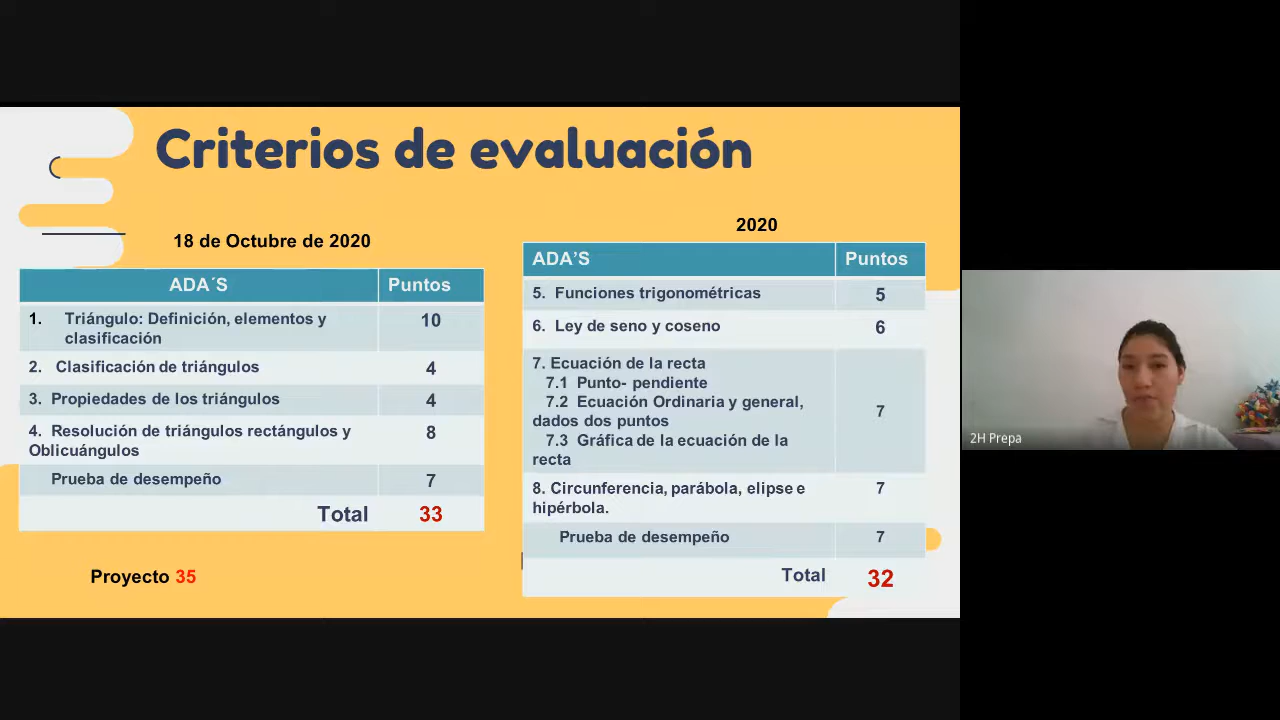 Criterios de evaluación
18 de Octubre de 2020
ADA´S Puntos
1. Triángulo: Definición, elementos y
clasificación 10
2. Clasificación de triángulos 4
3. Propiedades de los triángulos 4
4. Resolución de triángulos rectángulos y
Oblicuángulos 8
Prueba de desempeño 7
Total 33
Proyecto 35
2020
ADA'S Puntos
5. Funciones trigonométricas 5
6. Ley de seno y coseno 6
7. Ecuación de la recta
7.1 Punto- pendiente
7.2 Ecuación Ordinaria y general,
dados dos puntos 7
7.3 Gráfica de la ecuación de la
recta
8. Circunferencia, parábola, elipse e 7
hipérbola.
Prueba de desempeño 7
Total 32
2H Prepa